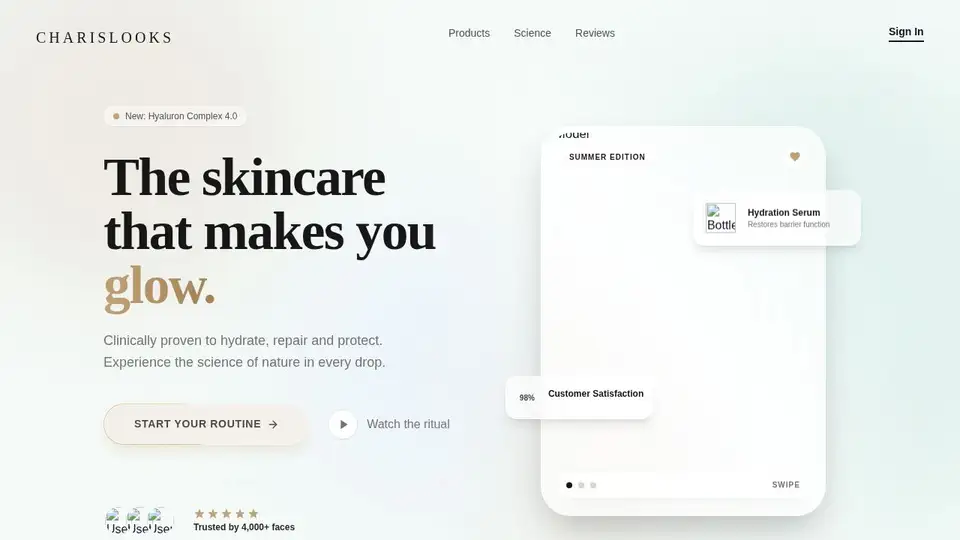 CHARISLOOKS
Products Science Reviews
Sign In
New: Hyaluron Complex 4.0
The skincare
that makes you
glow.
Clinically proven to hydrate, repair and protect.
Experience the science of nature in every drop.
START YOUR ROUTINE →
Watch the ritual
Trusted by 4,000+ faces
SUMMER EDITION
Hydration Serum
Restores barrier function
Bottle
98%
Customer Satisfaction
SWIPE